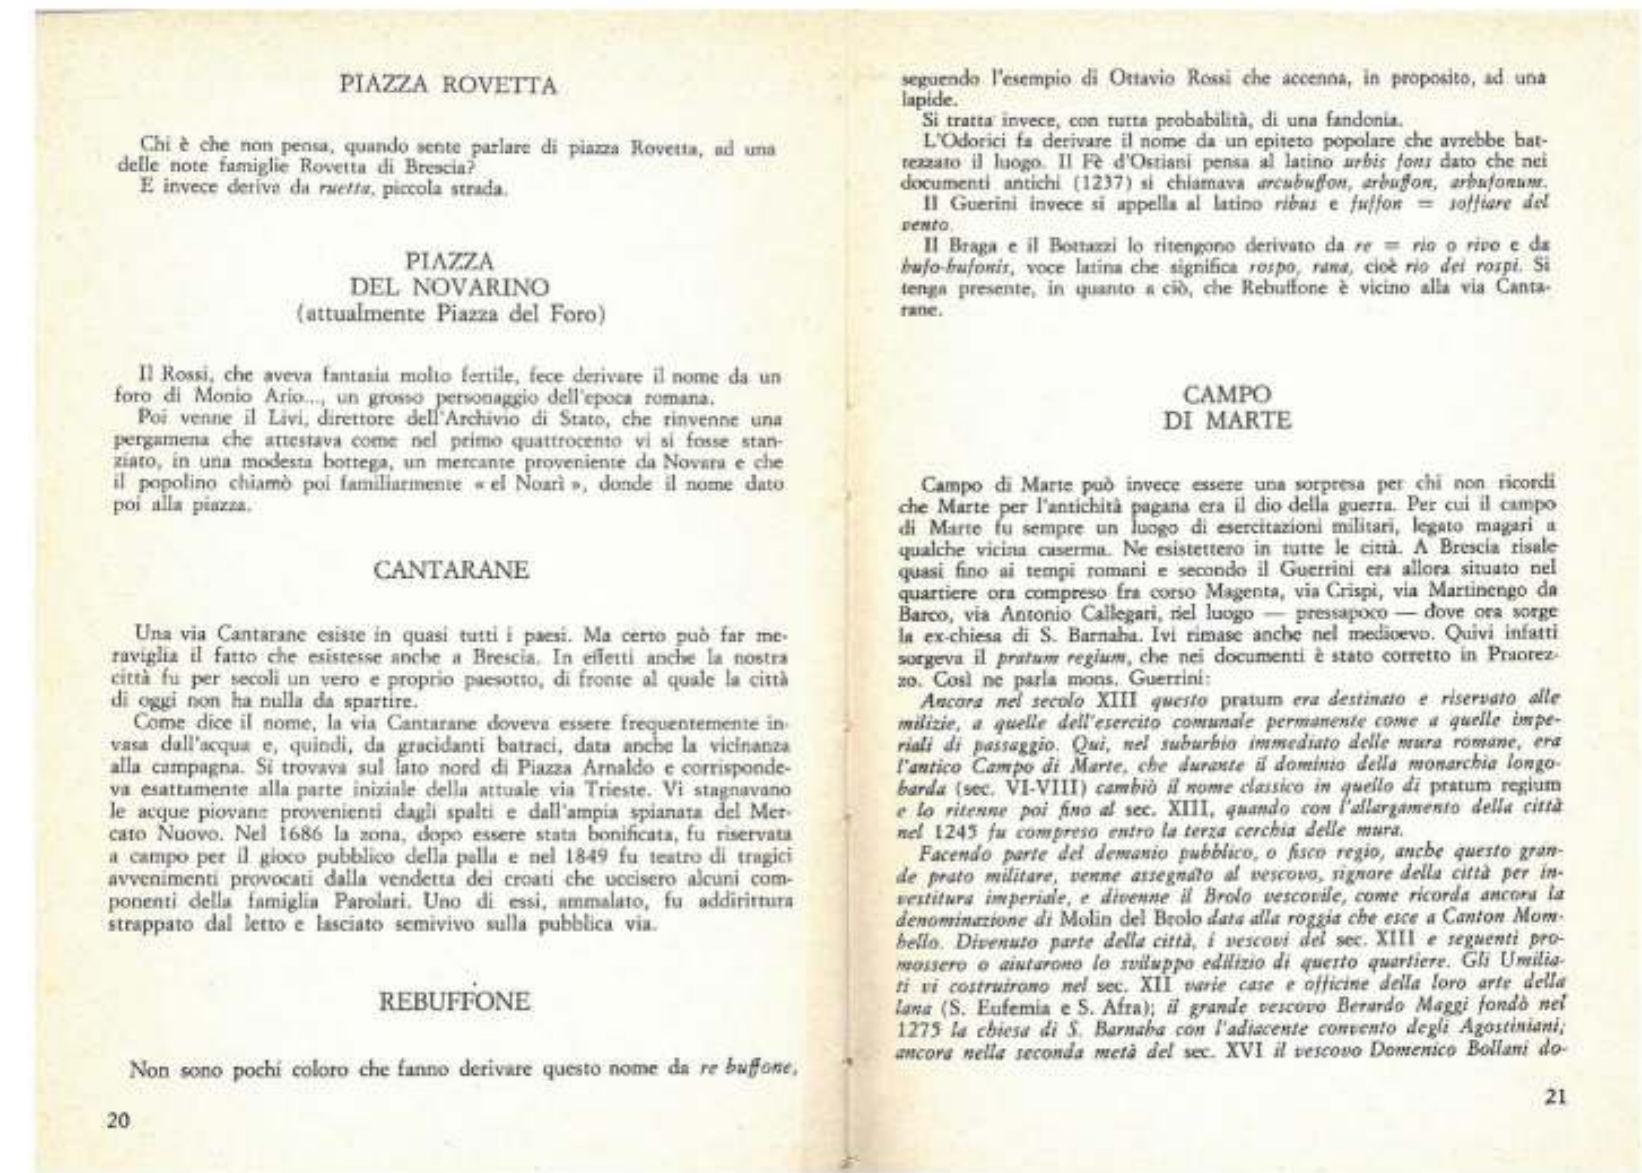 PIAZZA ROVETTA
Chi è che non pensa, quando sente parlare di piazza Rovetta, ad una
delle note famiglie Rovetta di Brescia?
E invece deriva da ruetta, piccola strada.
PIAZZA
DEL NOVARINO
(attualmente Piazza del Foro)
Il Rossi, che aveva fantasia molto fertile, fece derivare il nome da un
foro di Monio Ario..., un grosso personaggio dell'epoca romana.
Poi venne il Livi, direttore dell'Archivio di Stato, che rinvenne una
pergamena che attestava come nel primo quattrocento vi si fosse stan-
ziato, in una modesta bottega, un mercante proveniente da Novara e che
il popolino chiamò poi familiarmente « el Noarì », donde il nome dato
poi alla piazza.
CANTARANE
Una via Cantarane esiste in quasi tutti i paesi. Ma certo può far me-
raviglia il fatto che esistesse anche a Brescia. In effetti anche la nostra
città fu per secoli un vero e proprio paesotto, di fronte al quale la città
di oggi non ha nulla da spartire.
Come dice il nome, la via Cantarane doveva essere frequentemente in-
vasa dall'acqua e, quindi, da gracidanti batraci, data anche la vicinanza
alla campagna. Si trovava sul lato nord di Piazza Arnaldo e corrisponde-
va esattamente alla parte iniziale della attuale via Trieste. Vi stagnavano
le acque piovane provenienti dagli spalti e dall'ampia spianata del Mer-
cato Nuovo. Nel 1686 la zona, dopo essere stata bonificata, fu riservata
a campo per il gioco pubblico della palla e nel 1849 fu teatro di tragici
avvenimenti provocati dalla vendetta dei croati che uccisero alcuni com-
ponenti della famiglia Parolari. Uno di essi, ammalato, fu addirittura
strappato dal letto e lasciato semivivo sulla pubblica via.
REBUFFONE
Non sono pochi coloro che fanno derivare questo nome da re buffone,
20
seguendo l'esempio di Ottavio Rossi che accenna, in proposito, ad una
lapide.
Si tratta invece, con tutta probabilità, di una fandonia.
L'Odorici fa derivare il nome da un epiteto popolare che avrebbe bat-
tezzato il luogo. Il Fè d'Ostiani pensa al latino urbis fons dato che nei
documenti antichi (1237) si chiamava arcubuffon, arbuffon, arbufonum.
Il Guerini invece si appella al latino ribus e fuffon = soffiare del
vento.
Il Braga e il Bottazzi lo ritengono derivato da re = rio o rivo e da
bufo-bufonis, voce latina che significa rospo, rana, cioè rio dei rospi. Si
tenga presente, in quanto a ciò, che Rebuffone è vicino alla via Canta-
rane.
CAMPO
DI MARTE
Campo di Marte può invece essere una sorpresa per chi non ricordi
che Marte per l'antichità pagana era il dio della guerra. Per cui il campo
di Marte fu sempre un luogo di esercitazioni militari, legato magari a
qualche vicina caserma. Ne esistettero in tutte le città. A Brescia risale
quasi fino ai tempi romani e secondo il Guerrini era allora situato nel
quartiere ora compreso fra corso Magenta, via Crispi, via Martinengo da
Barco, via Antonio Callegari, nel luogo — pressapoco — dove ora sorge
la ex-chiesa di S. Barnaba. Ivi rimase anche nel medioevo. Quivi infatti
sorgeva il pratum regium, che nei documenti è stato corretto in Praorez-
zo. Così ne parla mons. Guerrini:
Ancora nel secolo XIII questo pratum era destinato e riservato alle
milizie, a quelle dell'esercito comunale permanente come a quelle impe-
riali di passaggio. Qui, nel suburbio immediato delle mura romane, era
l'antico Campo di Marte, che durante il dominio della monarchia longo-
barda (sec. VI-VIII) cambiò il nome classico in quello di pratum regium
e lo ritenne poi fino al sec. XIII, quando con l'allargamento della città
nel 1245 fu compreso entro la terza cerchia delle mura.
Facendo parte del demanio pubblico, o fisco regio, anche questo gran-
de prato militare, venne assegnato al vescovo, signore della città per in-
vestitura imperiale, e divenne il Brolo vescovile, come ricorda ancora la
denominazione di Molin del Brolo data alla roggia che esce a Canton Mom-
bello. Divenuto parte della città, i vescovi del sec. XIII e seguenti pro-
mossero o aiutarono lo sviluppo edilizio di questo quartiere. Gli Umilia-
ti vi costruirono nel sec. XII varie case e officine della loro arte della
lana (S. Eufemia e S. Afra); il grande vescovo Berardo Maggi fondò nel
1275 la chiesa di S. Barnaba con l'adiacente convento degli Agostiniani;
ancora nella seconda metà del sec. XVI il vescovo Domenico Bollani do-
21